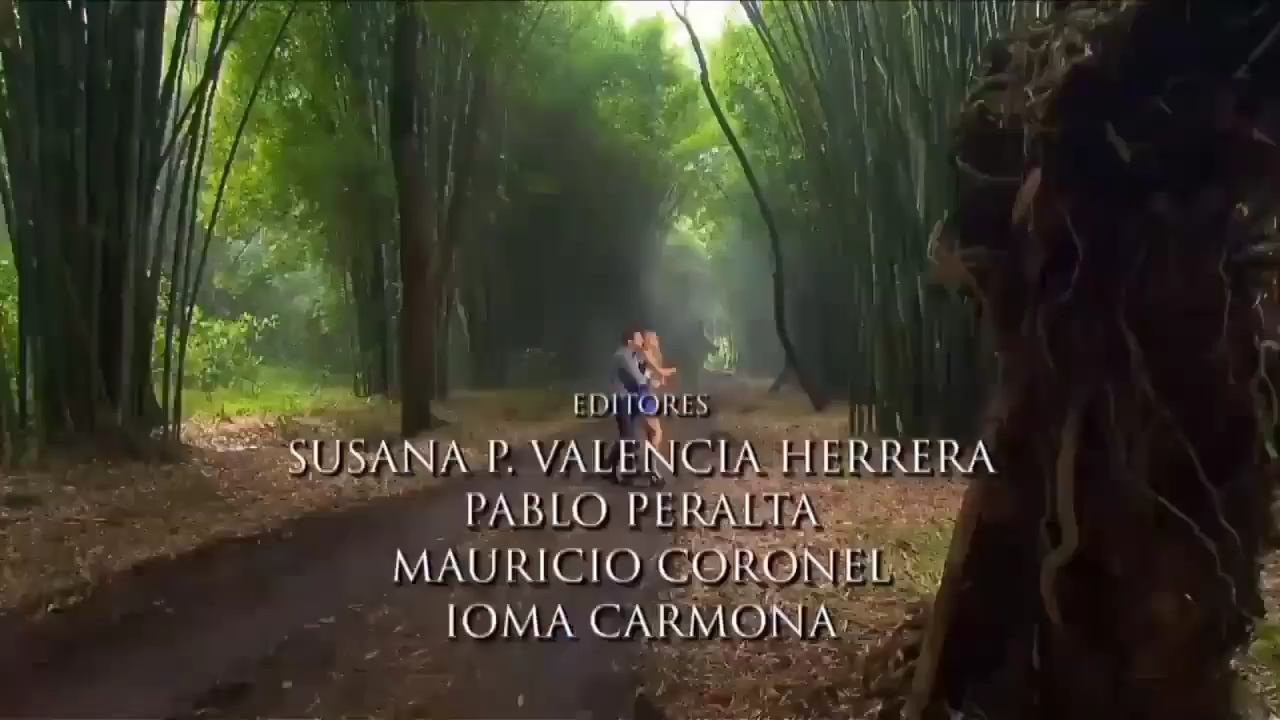 EDITORES
SUSANA P. VALENCIA HERRERA
PABLO PERALTA
MAURICIO CORONEL
IOMA CARMONA